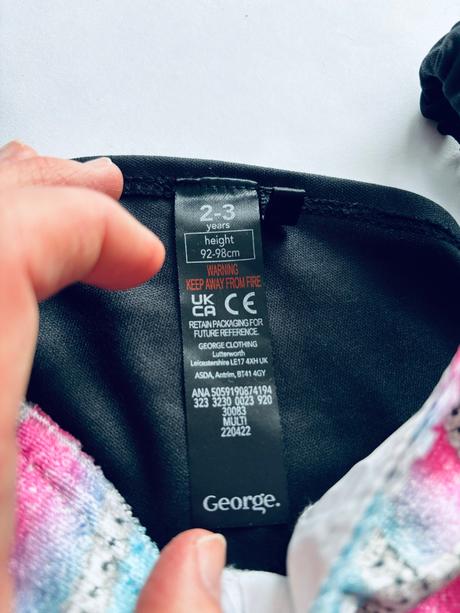 2-3
years
height
92-98cm
WARNING
KEEP AWAY FROM FIRE
UK CE
CA
RETAIN PACKAGING FOR
FUTURE REFERENCE.
GEORGE CLOTHING
Lutterworth
Leicestershire LE17 4XH UK
ASDA, Antrim, BT41 4GY
ANA 5059190874194
323 3230 0023 920
30083
MULTI
220422
George.